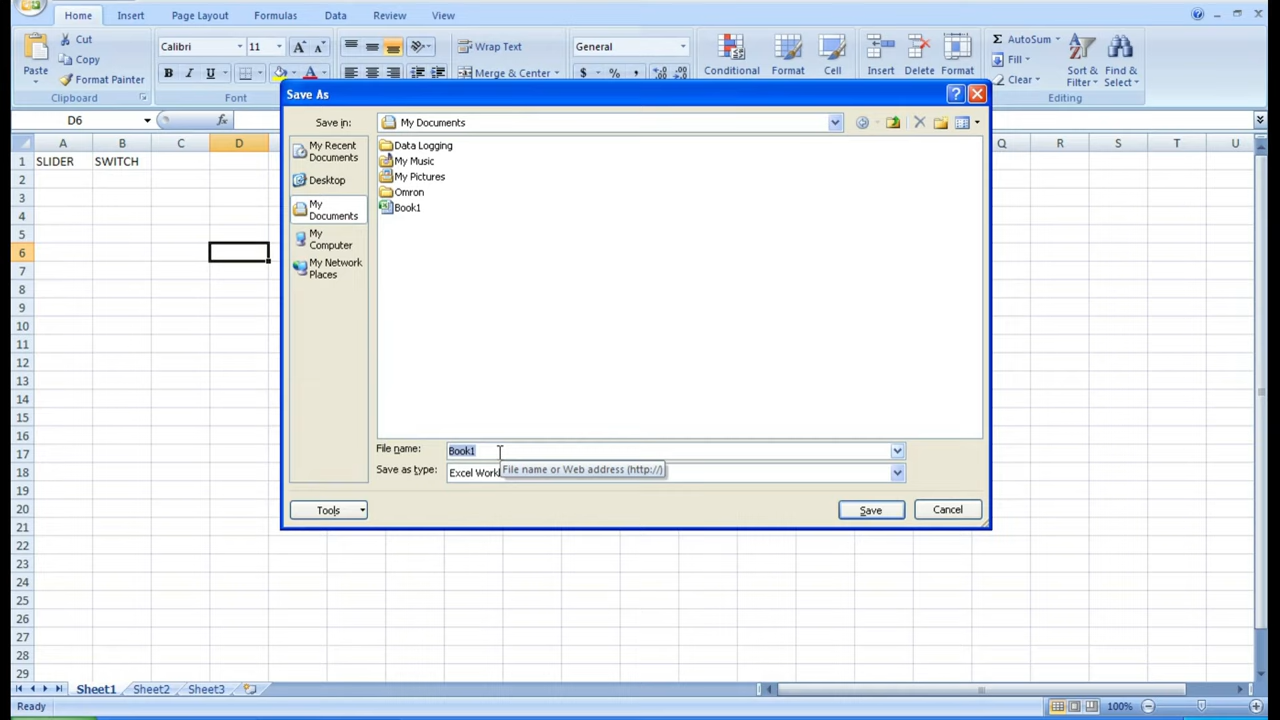 Home Insert Page Layout Formulas Data Review View
Cut
Copy
Format Painter
Paste
Clipboard
Calibri 11
B I U
Font
Wrap Text
Merge & Center
General
$ % ,
Conditional Format Cell
Insert Delete Format
AutoSum
Fill
Clear
Sort & Filter
Find & Select
Editing
D6 fx
A B C D Q R S T U
1 SLIDER SWITCH
2
3
4
5
6
7
8
9
10
11
12
13
14
15
16
17
18
19
20
21
22
23
24
25
26
27
28
29
Save As
Save in: My Documents
My Recent Documents
Desktop
My Documents
My Computer
My Network Places
Data Logging
My Music
My Pictures
Omron
Book1
File name: Book1
File name or Web address (http://)
Save as type: Excel Work
Tools Save Cancel
Sheet1 Sheet2 Sheet3
Ready 100%